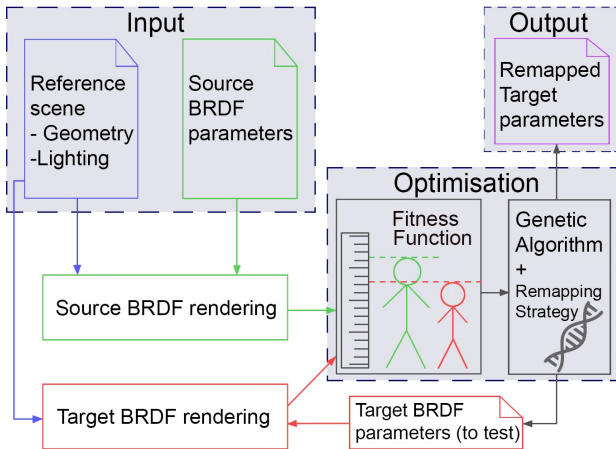 Input
Reference
scene
- Geometry
-Lighting
Source
BRDF
parameters
Output
Remapped
Target
parameters
Optimisation
Fitness
Function
Genetic
Algorithm
+
Remapping
Strategy
Source BRDF rendering
Target BRDF rendering
Target BRDF
parameters (to test)